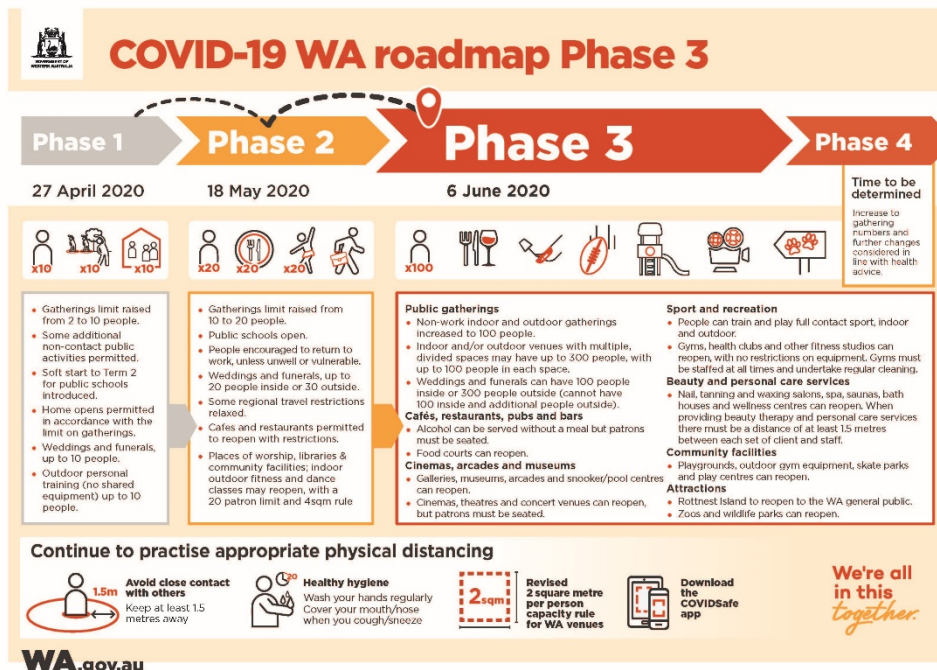 GOVERNMENT OF
WESTERN AUSTRALIA
COVID-19 WA roadmap Phase 3
Phase 1
Phase 2
Phase 3
Phase 4
27 April 2020
18 May 2020
6 June 2020
Time to be
determined
Increase to
gathering
numbers and
further changes
considered in
line with health
advice.
x10
x10
x10
x20
x20
x20
x100
• Gatherings limit raised
from 2 to 10 people.
• Some additional
non-contact public
activities permitted.
• Soft start to Term 2
for public schools
introduced.
• Home opens permitted
in accordance with the
limit on gatherings.
• Weddings and funerals,
up to 10 people.
• Outdoor personal
training (no shared
equipment) up to 10
people.
• Gatherings limit raised from
10 to 20 people.
• Public schools open.
• People encouraged to return to
work, unless unwell or vulnerable.
• Weddings and funerals, up to
20 people inside or 30 outside.
• Some regional travel restrictions
relaxed.
• Cafes and restaurants permitted
to reopen with restrictions.
• Places of worship, libraries &
community facilities; indoor
outdoor fitness and dance
classes may reopen, with a
20 patron limit and 4sqm rule
Public gatherings
• Non-work indoor and outdoor gatherings
increased to 100 people.
• Indoor and/or outdoor venues with multiple,
divided spaces may have up to 300 people, with
up to 100 people in each space.
• Weddings and funerals can have 100 people
inside or 300 people outside (cannot have
100 inside and additional people outside).
Cafés, restaurants, pubs and bars
• Alcohol can be served without a meal but patrons
must be seated.
• Food courts can reopen.
Cinemas, arcades and museums
• Galleries, museums, arcades and snooker/pool centres
can reopen.
• Cinemas, theatres and concert venues can reopen,
but patrons must be seated.
Sport and recreation
• People can train and play full contact sport, indoor
and outdoor.
• Gyms, health clubs and other fitness studios can
reopen, with no restrictions on equipment. Gyms must
be staffed at all times and undertake regular cleaning.
Beauty and personal care services
• Nail, tanning and waxing salons, spa, saunas, bath
houses and wellness centres can reopen. When
providing beauty therapy and personal care services
there must be a distance of at least 1.5 metres
between each set of client and staff.
Community facilities
• Playgrounds, outdoor gym equipment, skate parks
and play centres can reopen.
Attractions
• Rottnest Island to reopen to the WA general public.
• Zoos and wildlife parks can reopen.
Continue to practise appropriate physical distancing
1.5m
Avoid close contact
with others
Keep at least 1.5
metres away
20
Healthy hygiene
Wash your hands regularly
Cover your mouth/nose
when you cough/sneeze
2sqm
Revised
2 square metre
per person
capacity rule
for WA venues
Download
the
COVIDSafe
app
We're all
in this
together.
WA.gov.au